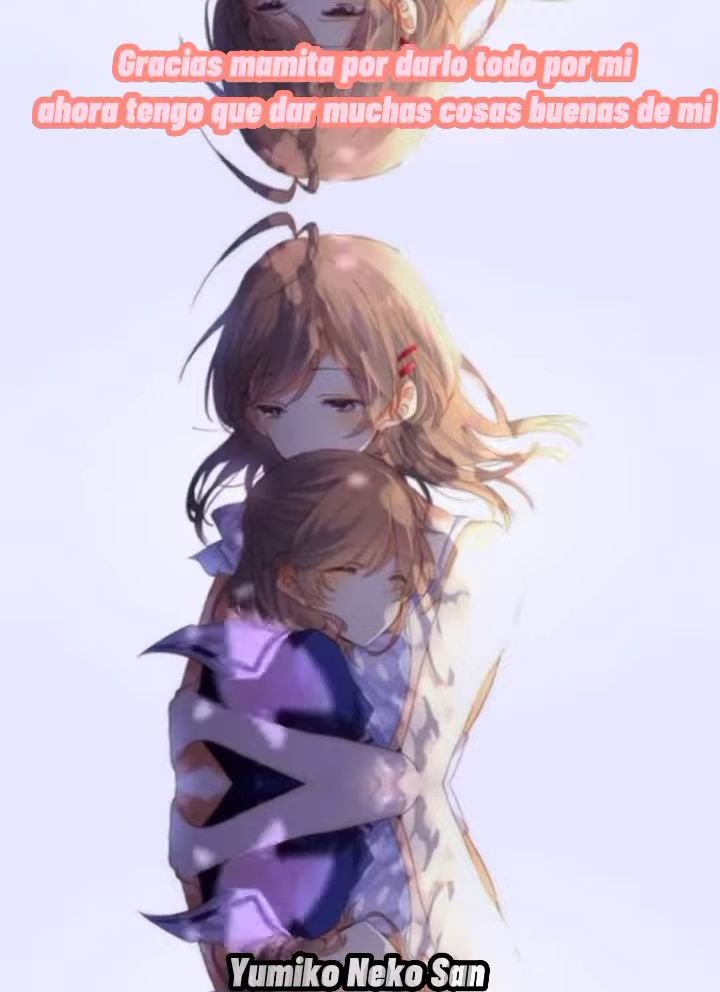 Gracias mamita por darlo todo por mi
ahora tengo que dar muchas cosas buenas de mi
Yumiko Neko San